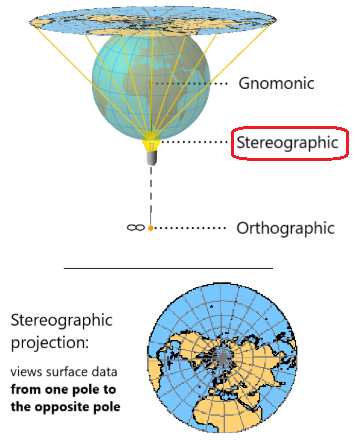 Gnomonic
Stereographic
∞
Orthographic
Stereographic
projection:
views surface data
from one pole to
the opposite pole